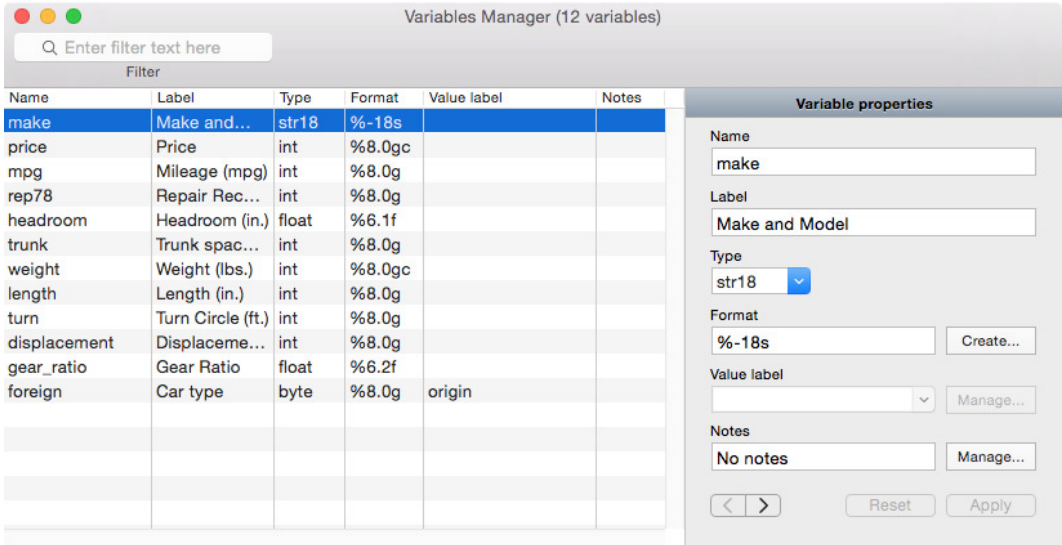 Variables Manager (12 variables)
Enter filter text here
Filter
Name Label Type Format Value label Notes
make Make and... str18 %-18s
price Price int %8.0gc
mpg Mileage (mpg) int %8.0g
rep78 Repair Rec... int %8.0g
headroom Headroom (in.) float %6.1f
trunk Trunk spac... int %8.0g
weight Weight (lbs.) int %8.0gc
length Length (in.) int %8.0g
turn Turn Circle (ft.) int %8.0g
displacement Displaceme... int %8.0g
gear_ratio Gear Ratio float %6.2f
foreign Car type byte %8.0g origin
Variable properties
Name
make
Label
Make and Model
Type
str18
Format
%-18s Create...
Value label
Manage...
Notes
No notes Manage...
Reset Apply